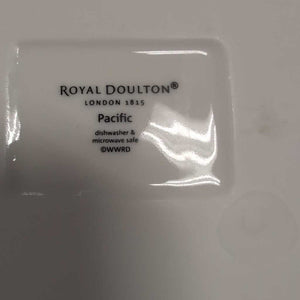 ROYAL DOULTON®
LONDON 1815
Pacific
dishwasher &
microwave safe
©WWRD